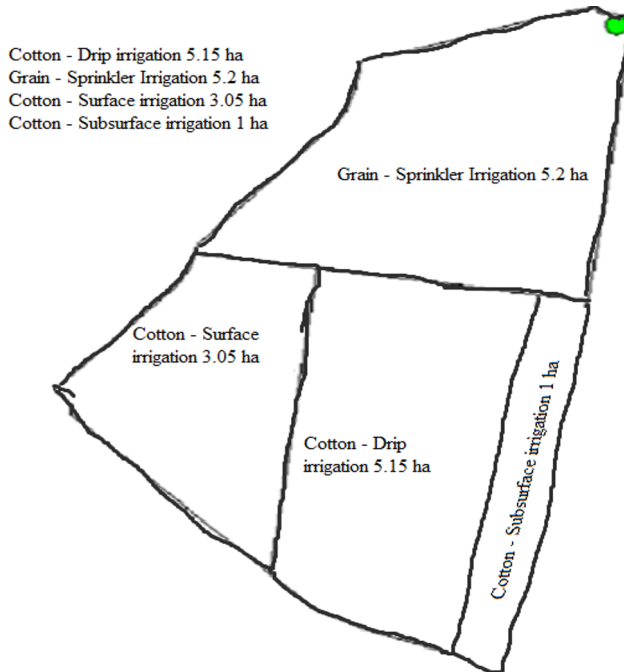 Cotton - Drip irrigation 5.15 ha
Grain - Sprinkler Irrigation 5.2 ha
Cotton - Surface irrigation 3.05 ha
Cotton - Subsurface irrigation 1 ha
Grain - Sprinkler Irrigation 5.2 ha
Cotton - Surface
irrigation 3.05 ha
Cotton - Drip
irrigation 5.15 ha
Cotton - Subsurface irrigation 1 ha